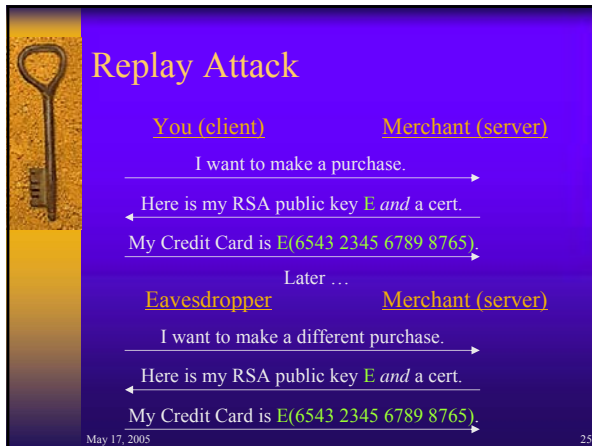 Replay Attack
You (client) Merchant (server)
I want to make a purchase.
Here is my RSA public key E and a cert.
My Credit Card is E(6543 2345 6789 8765).
Later …
Eavesdropper Merchant (server)
I want to make a different purchase.
Here is my RSA public key E and a cert.
My Credit Card is E(6543 2345 6789 8765).
May 17, 2005 25